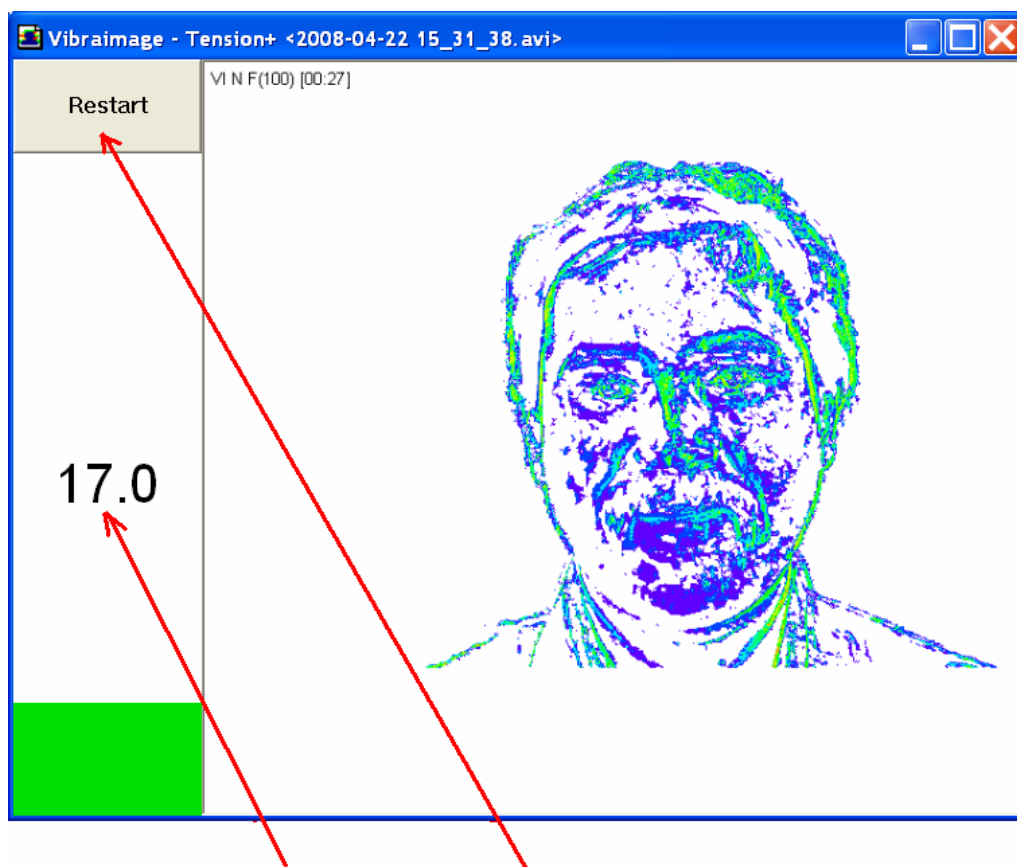 Vibraimage - Tension+ <2008-04-22 15_31_38.avi>
Restart
VI N F(100) [00:27]
17.0